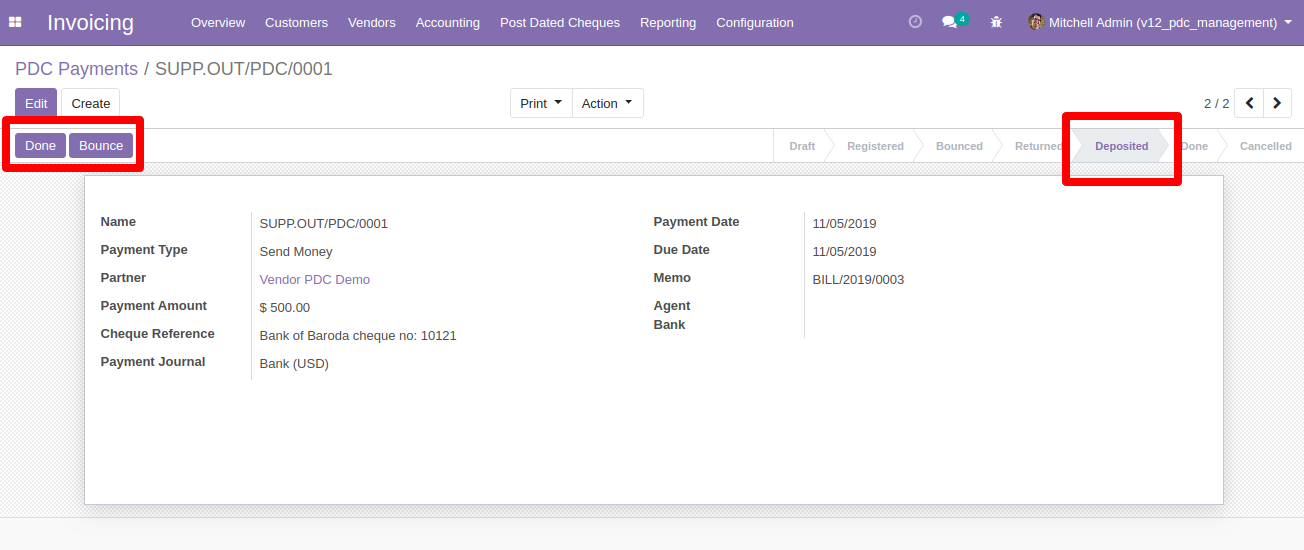 Invoicing Overview Customers Vendors Accounting Post Dated Cheques Reporting Configuration 4 Mitchell Admin (v12_pdc_management)
PDC Payments / SUPP.OUT/PDC/0001
Edit Create Print Action 2 / 2
Done Bounce Draft Registered Bounced Returned Deposited Done Cancelled
Name SUPP.OUT/PDC/0001 Payment Date 11/05/2019
Payment Type Send Money Due Date 11/05/2019
Partner Vendor PDC Demo Memo BILL/2019/0003
Payment Amount $ 500.00 Agent
Bank
Cheque Reference Bank of Baroda cheque no: 10121
Payment Journal Bank (USD)